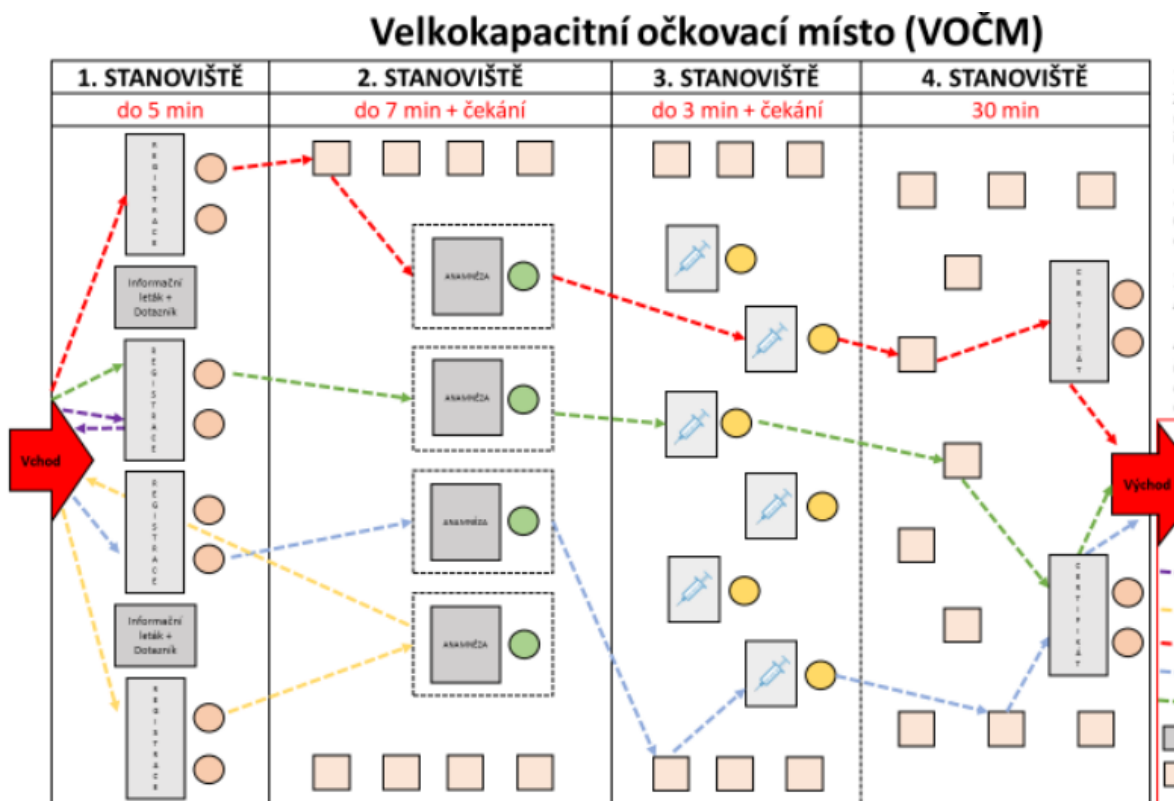 Velkokapacitní očkovací místo (VOČM)
1. STANOVIŠTĚ
2. STANOVIŠTĚ
3. STANOVIŠTĚ
4. STANOVIŠTĚ
do 5 min
do 7 min + čekání
do 3 min + čekání
30 min
REGISTRACE
Informační
leták +
Dotazník
REGISTRACE
Vchod
REGISTRACE
Informační
leták +
Dotazník
REGISTRACE
ANAMNÉZA
ANAMNÉZA
ANAMNÉZA
ANAMNÉZA
CERTIFIKÁT
Východ
CERTIFIKÁT